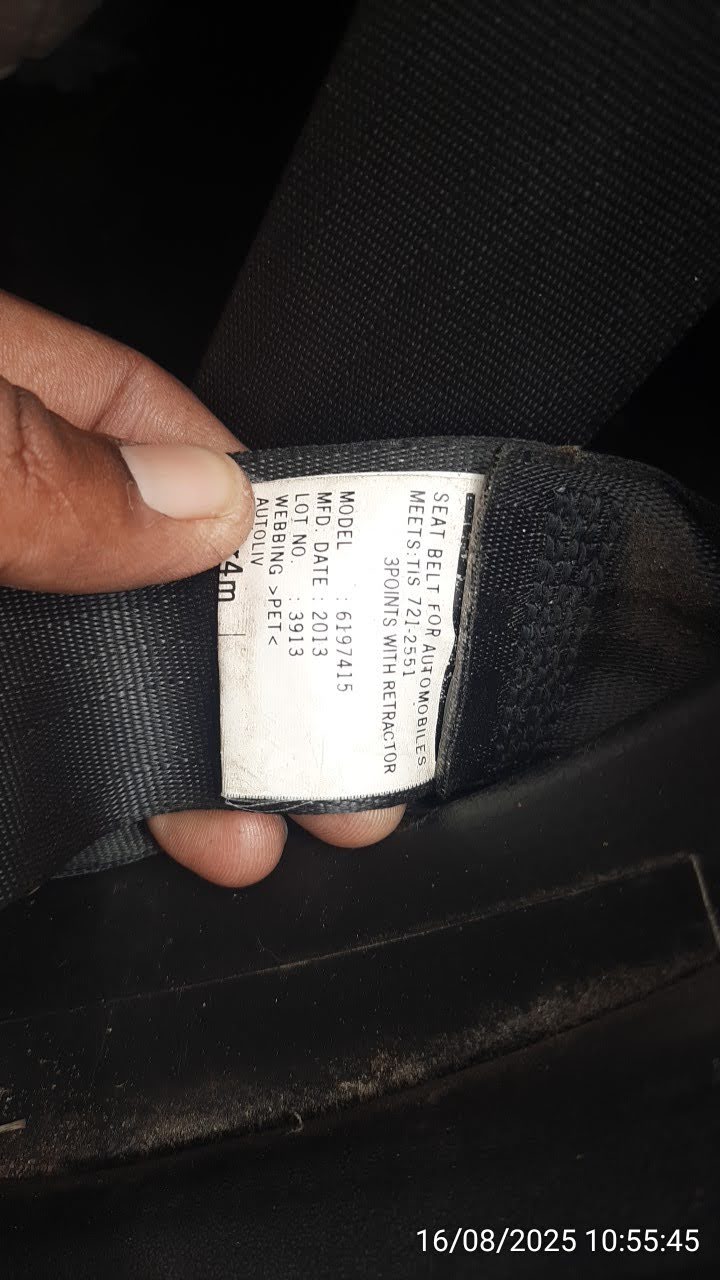 SEAT BELT FOR AUTOMOBILES
MEETS:TIS 721-2551
3POINTS WITH RETRACTOR
MODEL : 6197415
MFD. DATE : 2013
LOT NO. : 3913
WEBBING >PET<
AUTOLIV
4m
16/08/2025 10:55:45